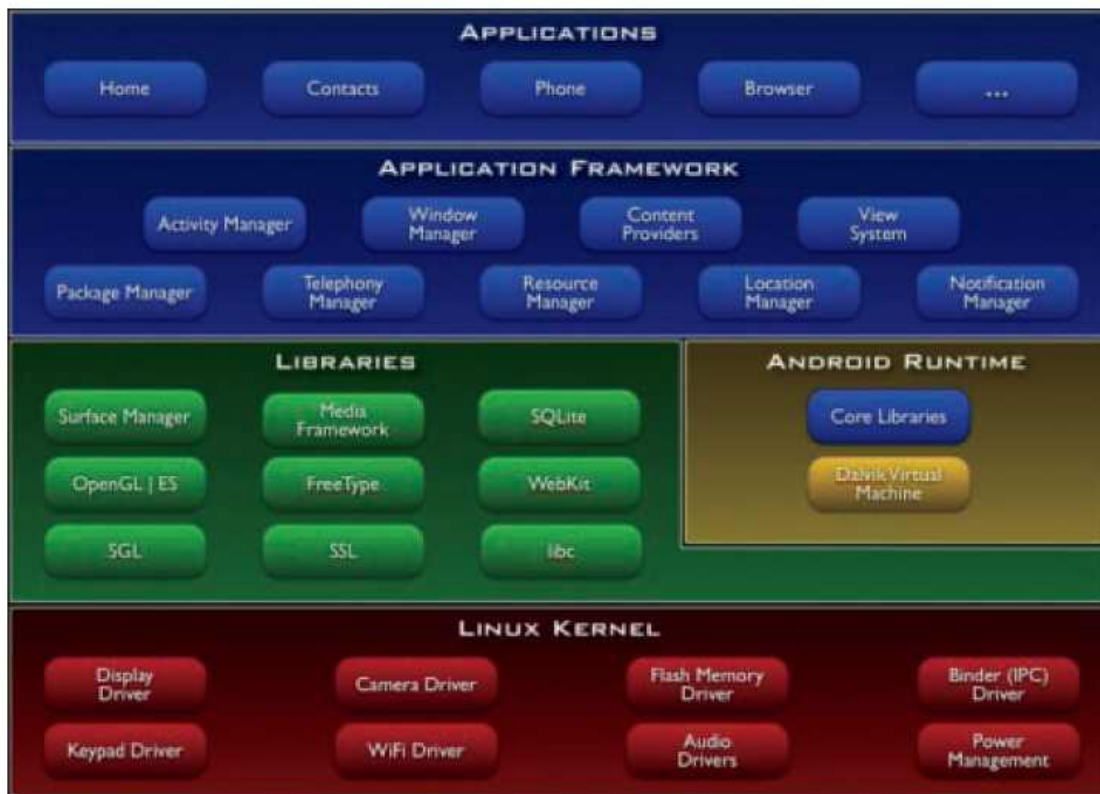 APPLICATIONS
Home
Contacts
Phone
Browser
...
APPLICATION FRAMEWORK
Activity Manager
Window
Manager
Content
Providers
View
System
Package Manager
Telephony
Manager
Resource
Manager
Location
Manager
Notification
Manager
LIBRARIES
Surface Manager
Media
Framework
SQLite
OpenGL | ES
FreeType
WebKit
SGL
SSL
libc
ANDROID RUNTIME
Core Libraries
Dalvik Virtual
Machine
LINUX KERNEL
Display
Driver
Camera Driver
Flash Memory
Driver
Binder (IPC)
Driver
Keypad Driver
WiFi Driver
Audio
Drivers
Power
Management